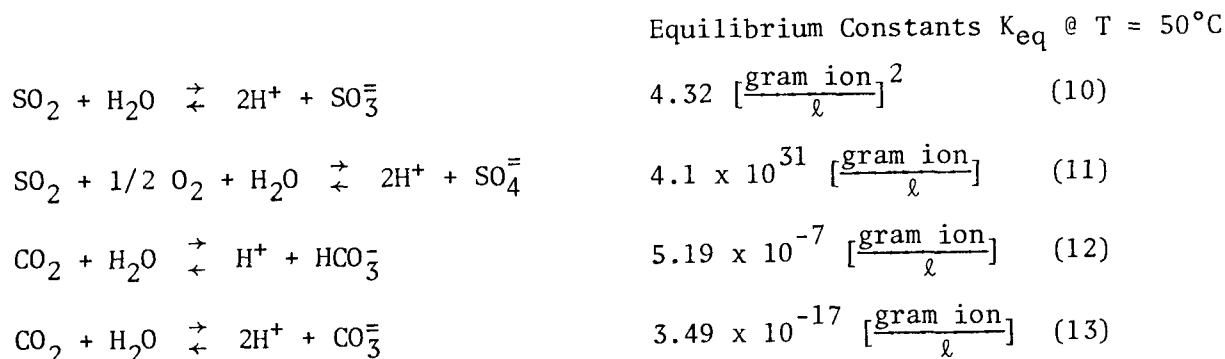 Equilibrium Constants K_eq @ T = 50°C
SO₂ + H₂O ⇄ 2H⁺ + SO₃⁼ 4.32 [gram ion/ℓ]² (10)
SO₂ + 1/2 O₂ + H₂O ⇄ 2H⁺ + SO₄⁼ 4.1 x 10³¹ [gram ion/ℓ] (11)
CO₂ + H₂O ⇄ H⁺ + HCO₃⁻ 5.19 x 10⁻⁷ [gram ion/ℓ] (12)
CO₂ + H₂O ⇄ 2H⁺ + CO₃⁼ 3.49 x 10⁻¹⁷ [gram ion/ℓ] (13)